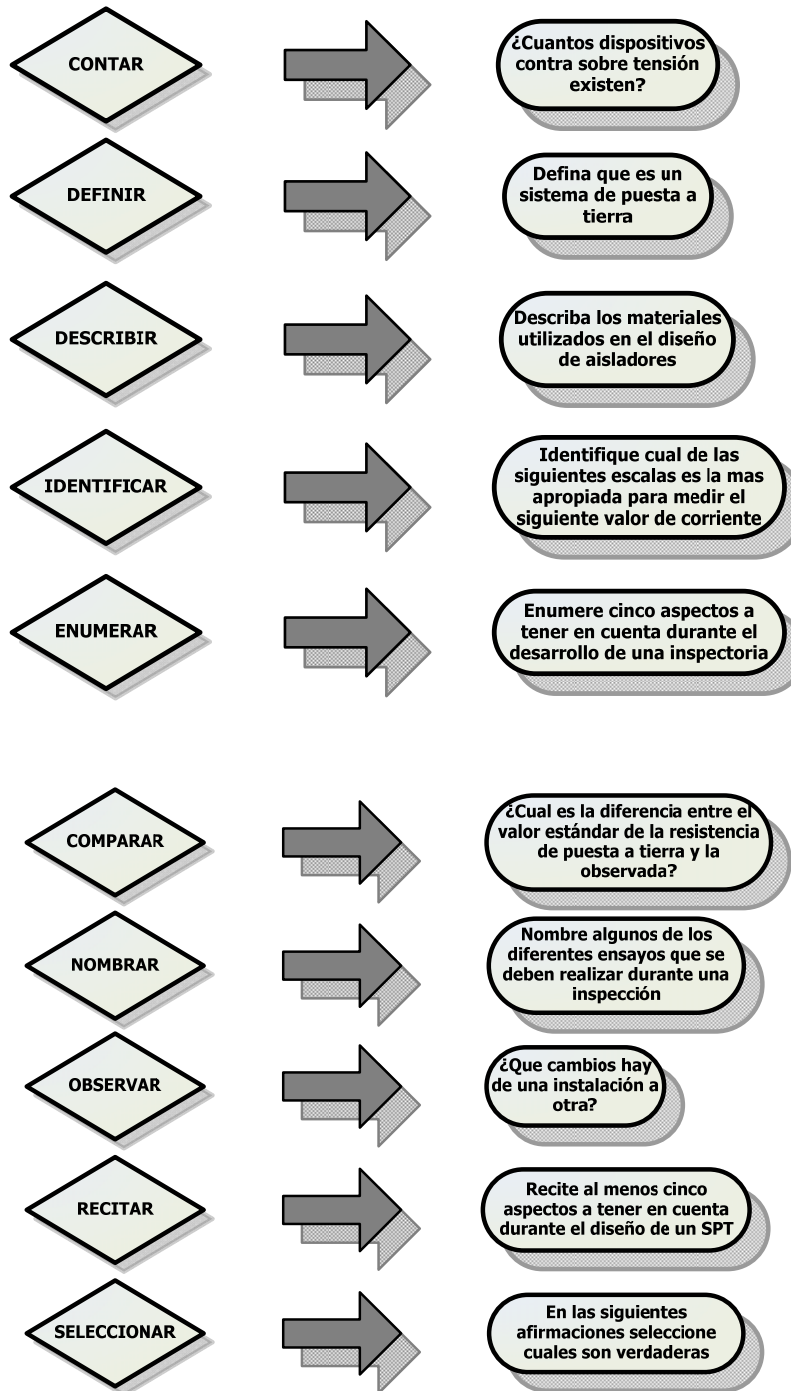 CONTAR
¿Cuantos dispositivos
contra sobre tensión
existen?
DEFINIR
Defina que es un
sistema de puesta a
tierra
DESCRIBIR
Describa los materiales
utilizados en el diseño
de aisladores
IDENTIFICAR
Identifique cual de las
siguientes escalas es la mas
apropiada para medir el
siguiente valor de corriente
ENUMERAR
Enumere cinco aspectos a
tener en cuenta durante el
desarrollo de una inspectoria
COMPARAR
¿Cual es la diferencia entre el
valor estándar de la resistencia
de puesta a tierra y la
observada?
NOMBRAR
Nombre algunos de los
diferentes ensayos que se
deben realizar durante una
inspección
OBSERVAR
¿Que cambios hay
de una instalación a
otra?
RECITAR
Recite al menos cinco
aspectos a tener en cuenta
durante el diseño de un SPT
SELECCIONAR
En las siguientes
afirmaciones seleccione
cuales son verdaderas